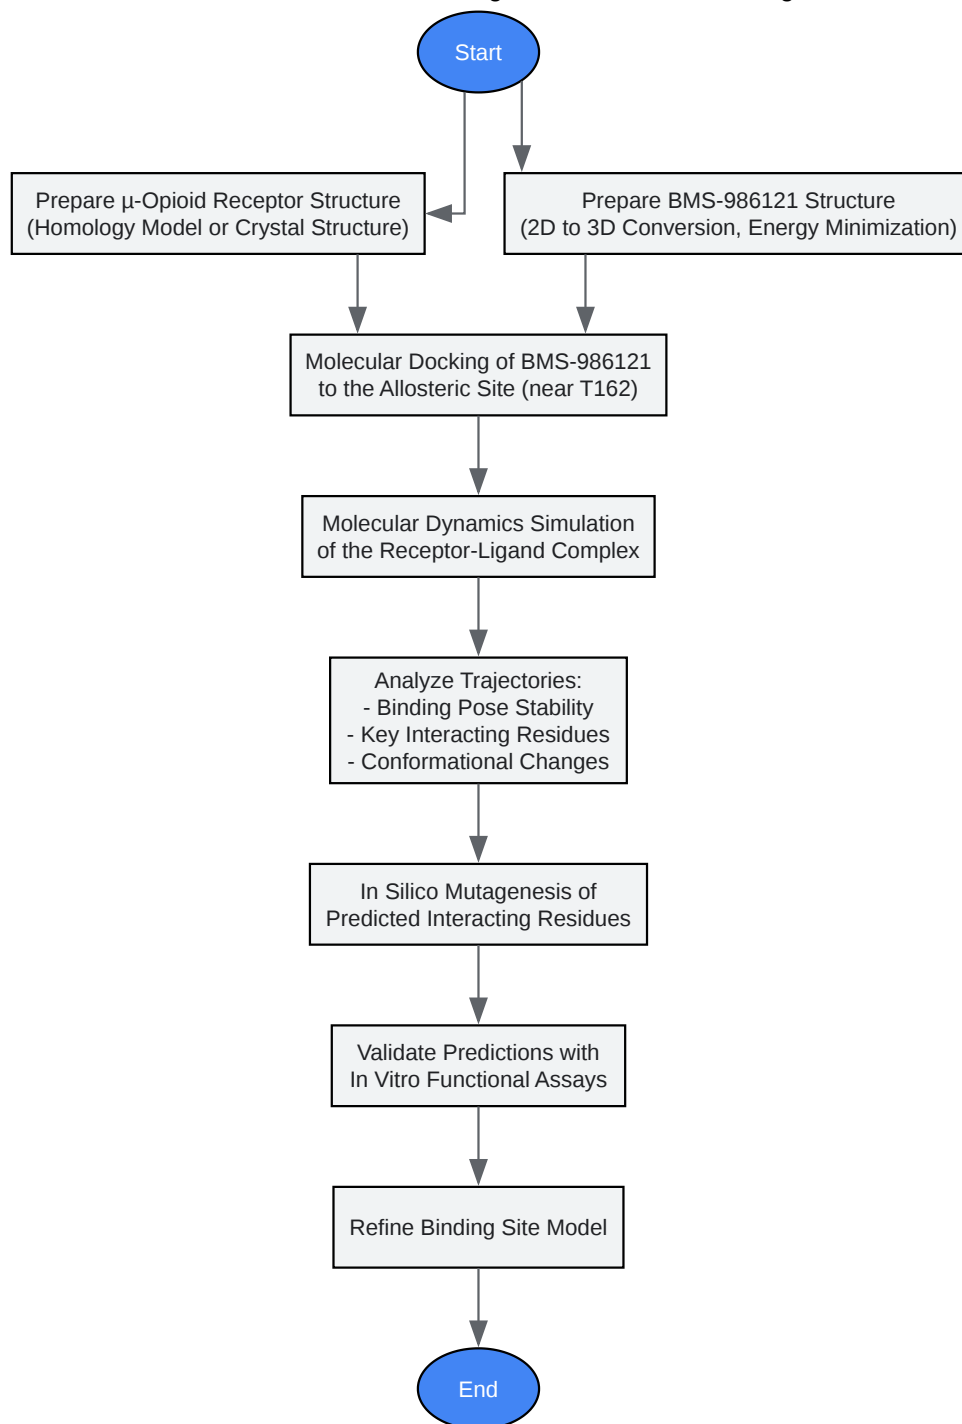 Start
Prepare µ-Opioid Receptor Structure
(Homology Model or Crystal Structure)
Prepare BMS-986121 Structure
(2D to 3D Conversion, Energy Minimization)
Molecular Docking of BMS-986121
to the Allosteric Site (near T162)
Molecular Dynamics Simulation
of the Receptor-Ligand Complex
Analyze Trajectories:
- Binding Pose Stability
- Key Interacting Residues
- Conformational Changes
In Silico Mutagenesis of
Predicted Interacting Residues
Validate Predictions with
In Vitro Functional Assays
Refine Binding Site Model
End